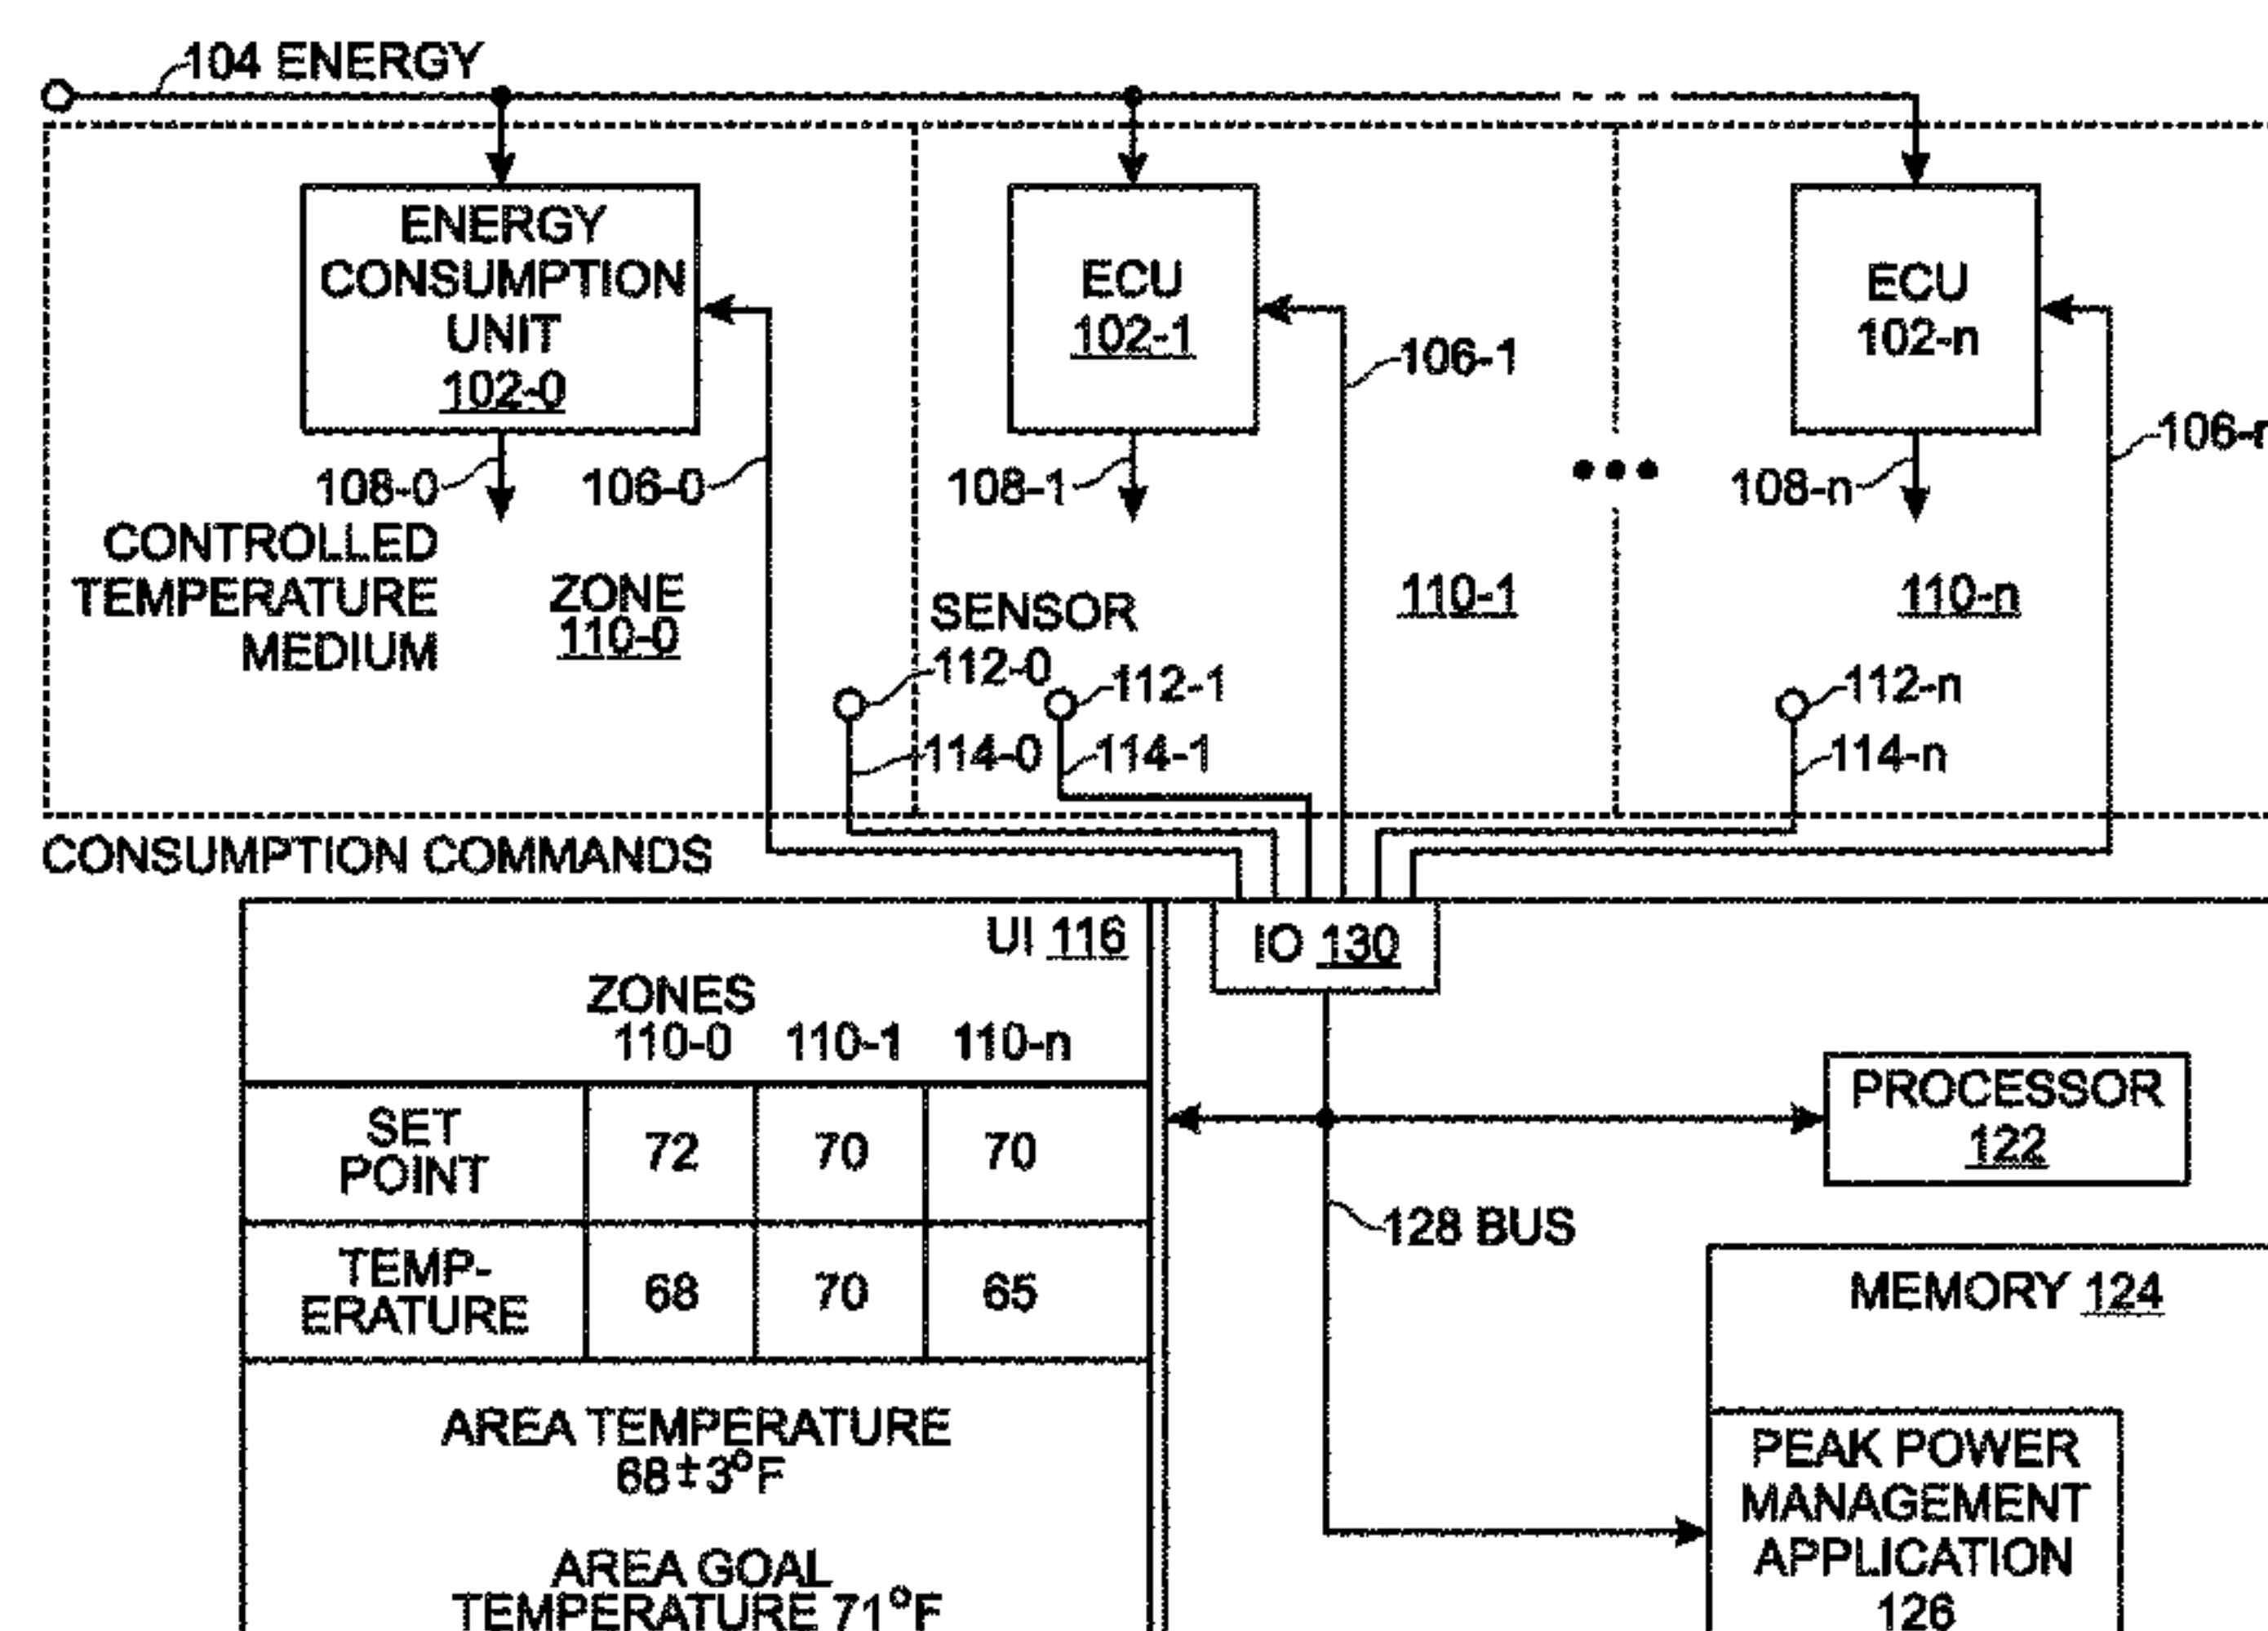 104 ENERGY
ENERGY
CONSUMPTION
UNIT
102-0
ECU
102-1
ECU
102-n
106-1
108-0
106-0
108-1
108-n
CONTROLLED
TEMPERATURE
MEDIUM
ZONE
110-0
SENSOR
110-1
110-n
112-0
112-1
112-n
114-0
114-1
114-n
CONSUMPTION COMMANDS
UI 116
IO 130
ZONES
110-0 110-1 110-n
SET
POINT
72 70 70
TEMP-
ERATURE
68 70 65
AREA TEMPERATURE
68±3°F
AREA GOAL
TEMPERATURE 71°F
PROCESSOR
122
128 BUS
MEMORY 124
PEAK POWER
MANAGEMENT
APPLICATION
126